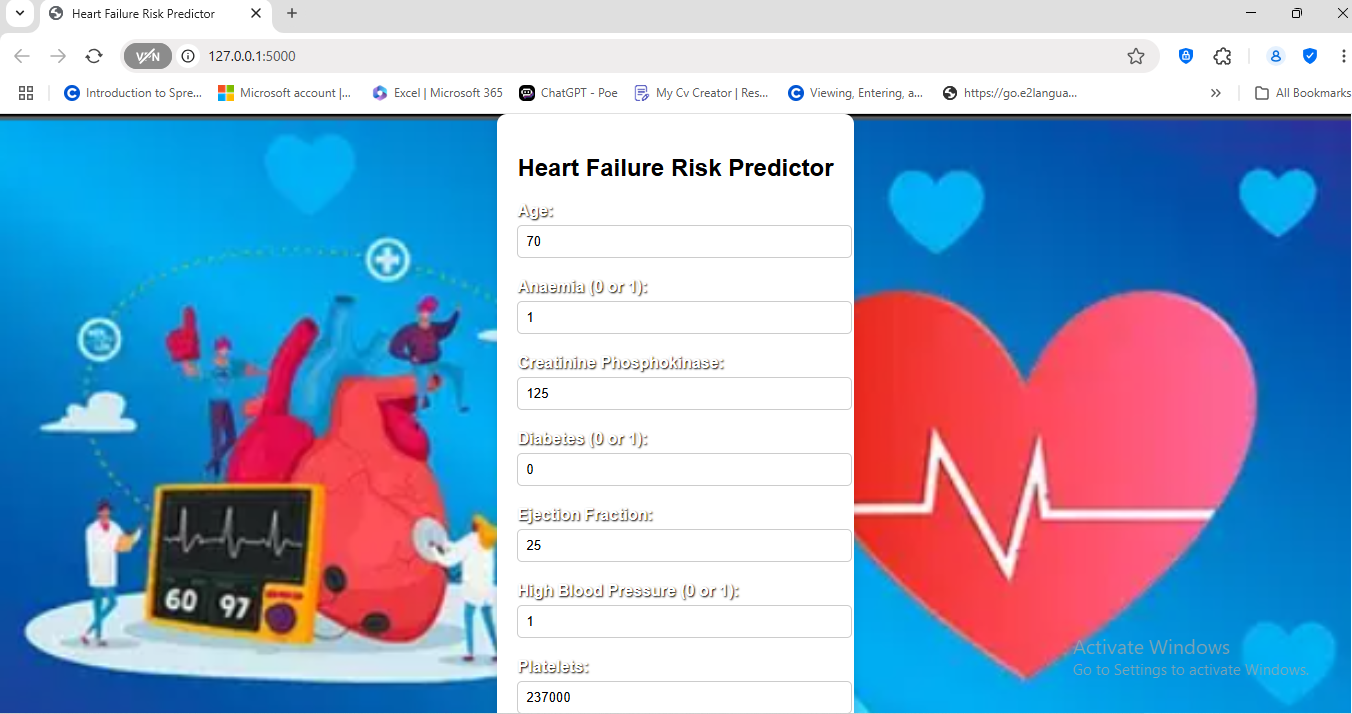 Heart Failure Risk Predictor
VPN
127.0.0.1:5000
Introduction to Spre...
Microsoft account |...
Excel | Microsoft 365
ChatGPT - Poe
My Cv Creator | Res...
Viewing, Entering, a...
https://go.e2langua...
All Bookmarks
Heart Failure Risk Predictor
Age:
70
Anaemia (0 or 1):
1
Creatinine Phosphokinase:
125
Diabetes (0 or 1):
0
Ejection Fraction:
25
High Blood Pressure (0 or 1):
1
Platelets:
237000
60 97
Activate Windows
Go to Settings to activate Windows.